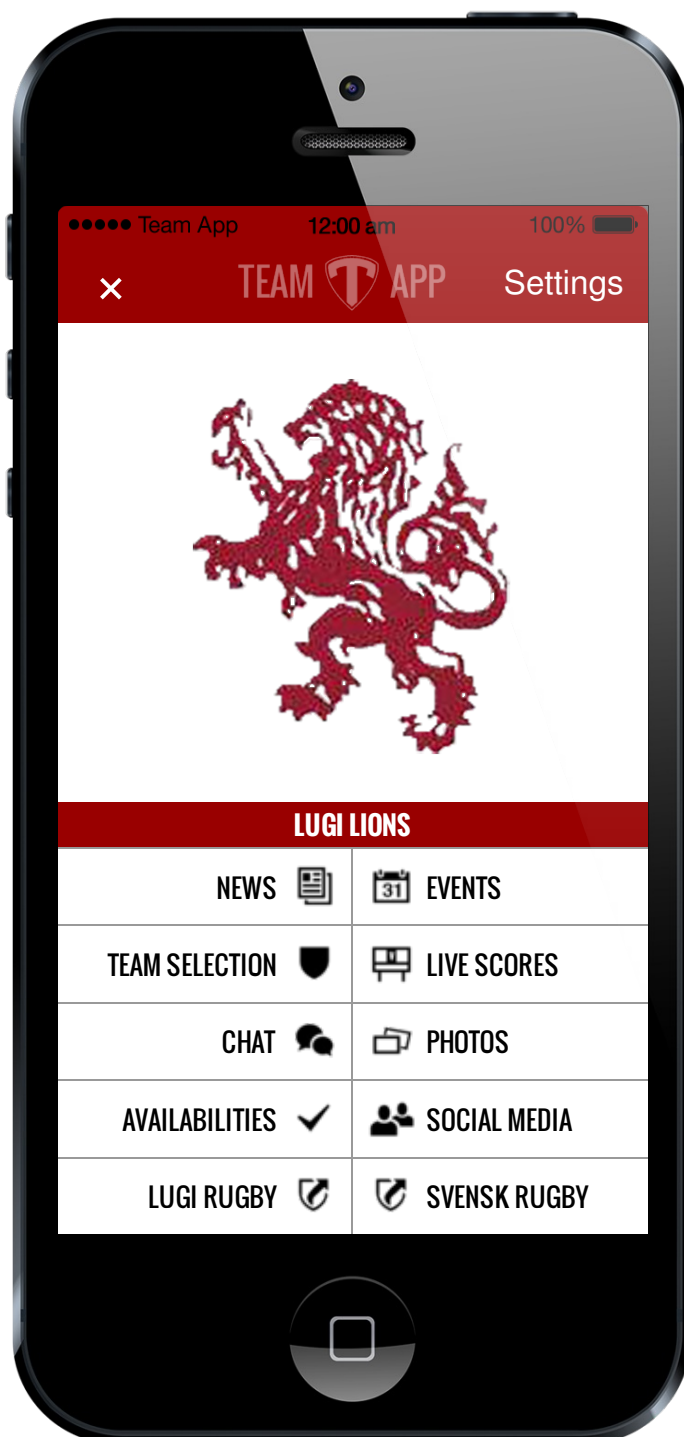 Team App 12:00 am 100%
× TEAM T APP Settings
LUGI LIONS
NEWS 31 EVENTS
TEAM SELECTION LIVE SCORES
CHAT PHOTOS
AVAILABILITIES SOCIAL MEDIA
LUGI RUGBY SVENSK RUGBY